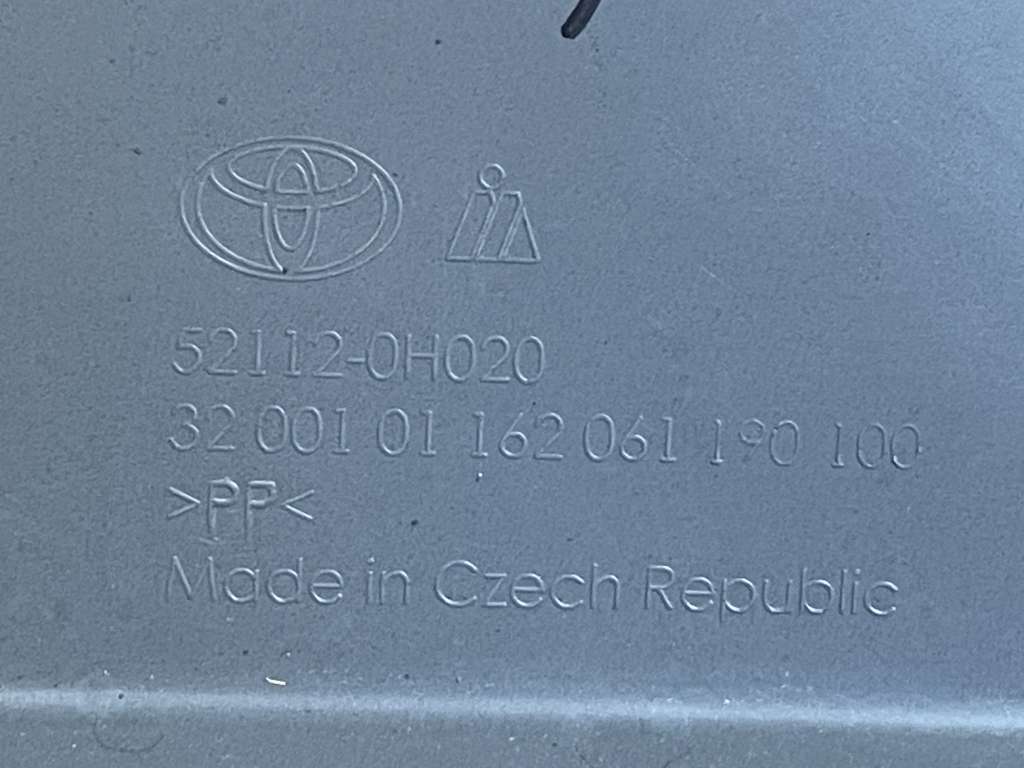 52112-0H020
32 001 01 162 061 190 100
>PP<
Made in Czech Republic